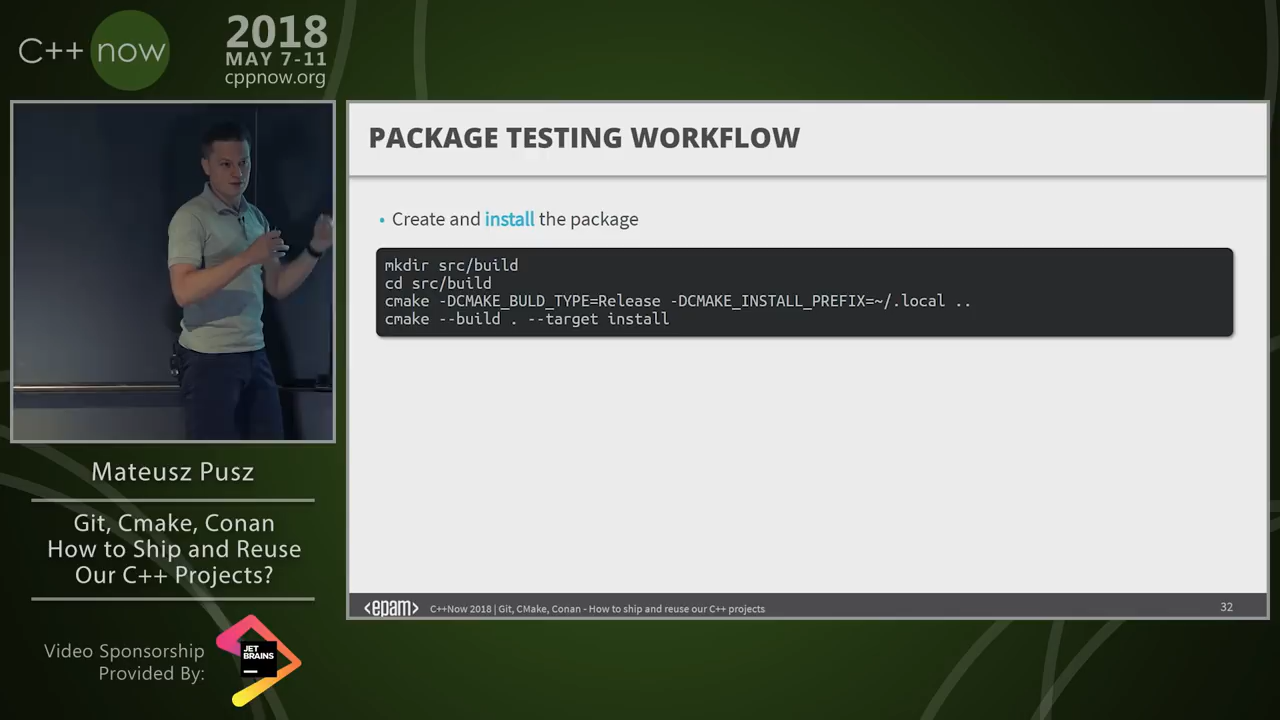 C++ now
2018
MAY 7-11
cppnow.org
PACKAGE TESTING WORKFLOW
• Create and install the package
mkdir src/build
cd src/build
cmake -DCMAKE_BULD_TYPE=Release -DCMAKE_INSTALL_PREFIX=~/.local ..
cmake --build . --target install
Mateusz Pusz
Git, Cmake, Conan
How to Ship and Reuse
Our C++ Projects?
Video Sponsorship
Provided By:
JET
BRAINS
<epam> C++Now 2018 | Git, CMake, Conan - How to ship and reuse our C++ projects 32